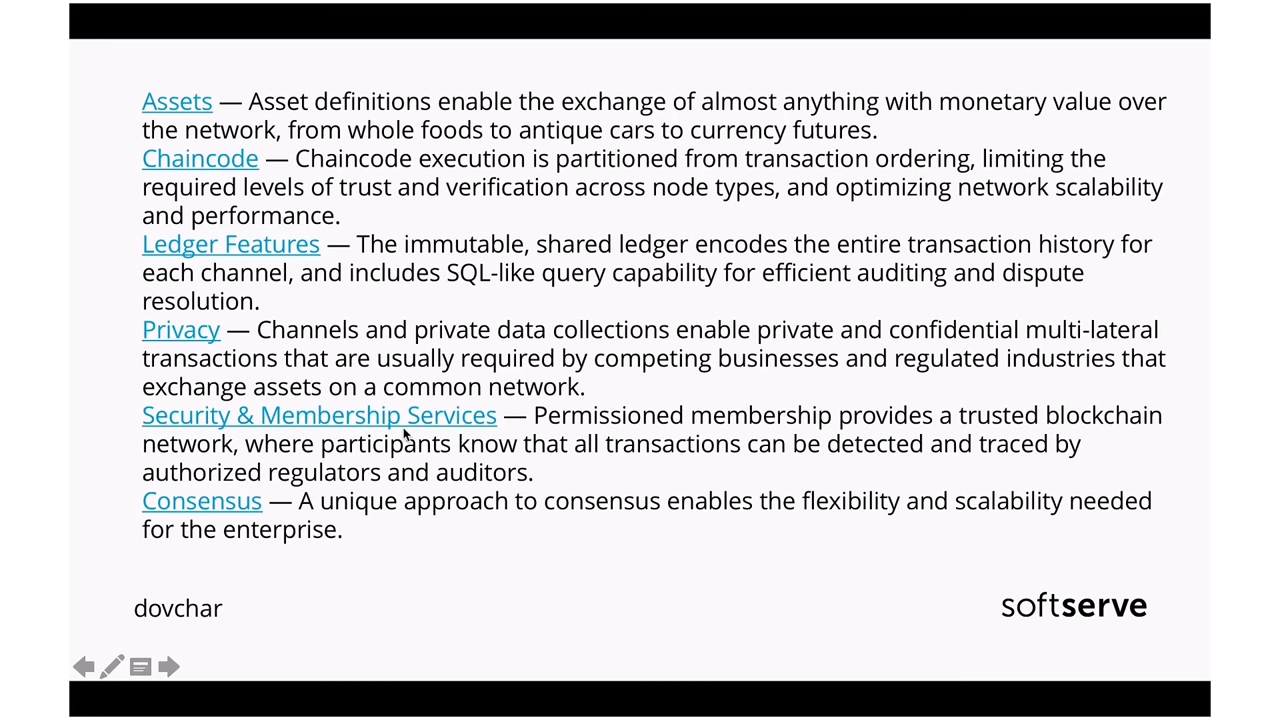 Assets — Asset definitions enable the exchange of almost anything with monetary value over
the network, from whole foods to antique cars to currency futures.
Chaincode — Chaincode execution is partitioned from transaction ordering, limiting the
required levels of trust and verification across node types, and optimizing network scalability
and performance.
Ledger Features — The immutable, shared ledger encodes the entire transaction history for
each channel, and includes SQL-like query capability for efficient auditing and dispute
resolution.
Privacy — Channels and private data collections enable private and confidential multi-lateral
transactions that are usually required by competing businesses and regulated industries that
exchange assets on a common network.
Security & Membership Services — Permissioned membership provides a trusted blockchain
network, where participants know that all transactions can be detected and traced by
authorized regulators and auditors.
Consensus — A unique approach to consensus enables the flexibility and scalability needed
for the enterprise.
dovchar
softserve